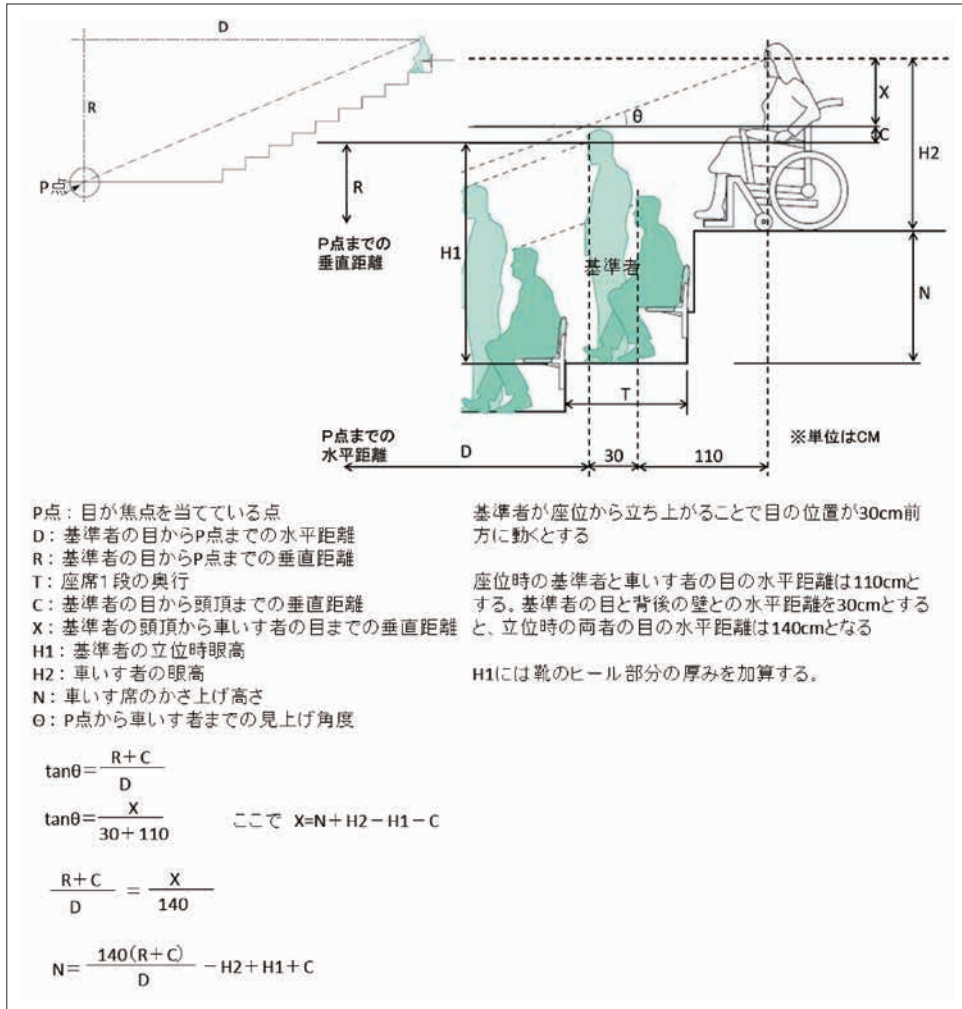 D
R
P点
θ
X
C
H2
R
P点までの
垂直距離
H1
基準者
N
T
P点までの
水平距離
D
30
110
※単位はCM
P点：目が焦点を当てている点
D：基準者の目からP点までの水平距離
R：基準者の目からP点までの垂直距離
T：座席1段の奥行
C：基準者の目から頭頂までの垂直距離
X：基準者の頭頂から車いす者の目までの垂直距離
H1：基準者の立位時眼高
H2：車いす者の眼高
N：車いす席のかさ上げ高さ
Θ：P点から車いす者までの見上げ角度
基準者が座位から立ち上がることで目の位置が30cm前
方に動くとする
座位時の基準者と車いす者の目の水平距離は110cmと
する。基準者の目と背後の壁との水平距離を30cmとする
と、立位時の両者の目の水平距離は140cmとなる
H1には靴のヒール部分の厚みを加算する。
tanθ=(R+C)/D
tanθ=X/(30+110) ここで X=N+H2-H1-C
(R+C)/D = X/140
N= 140(R+C)/D -H2+H1+C